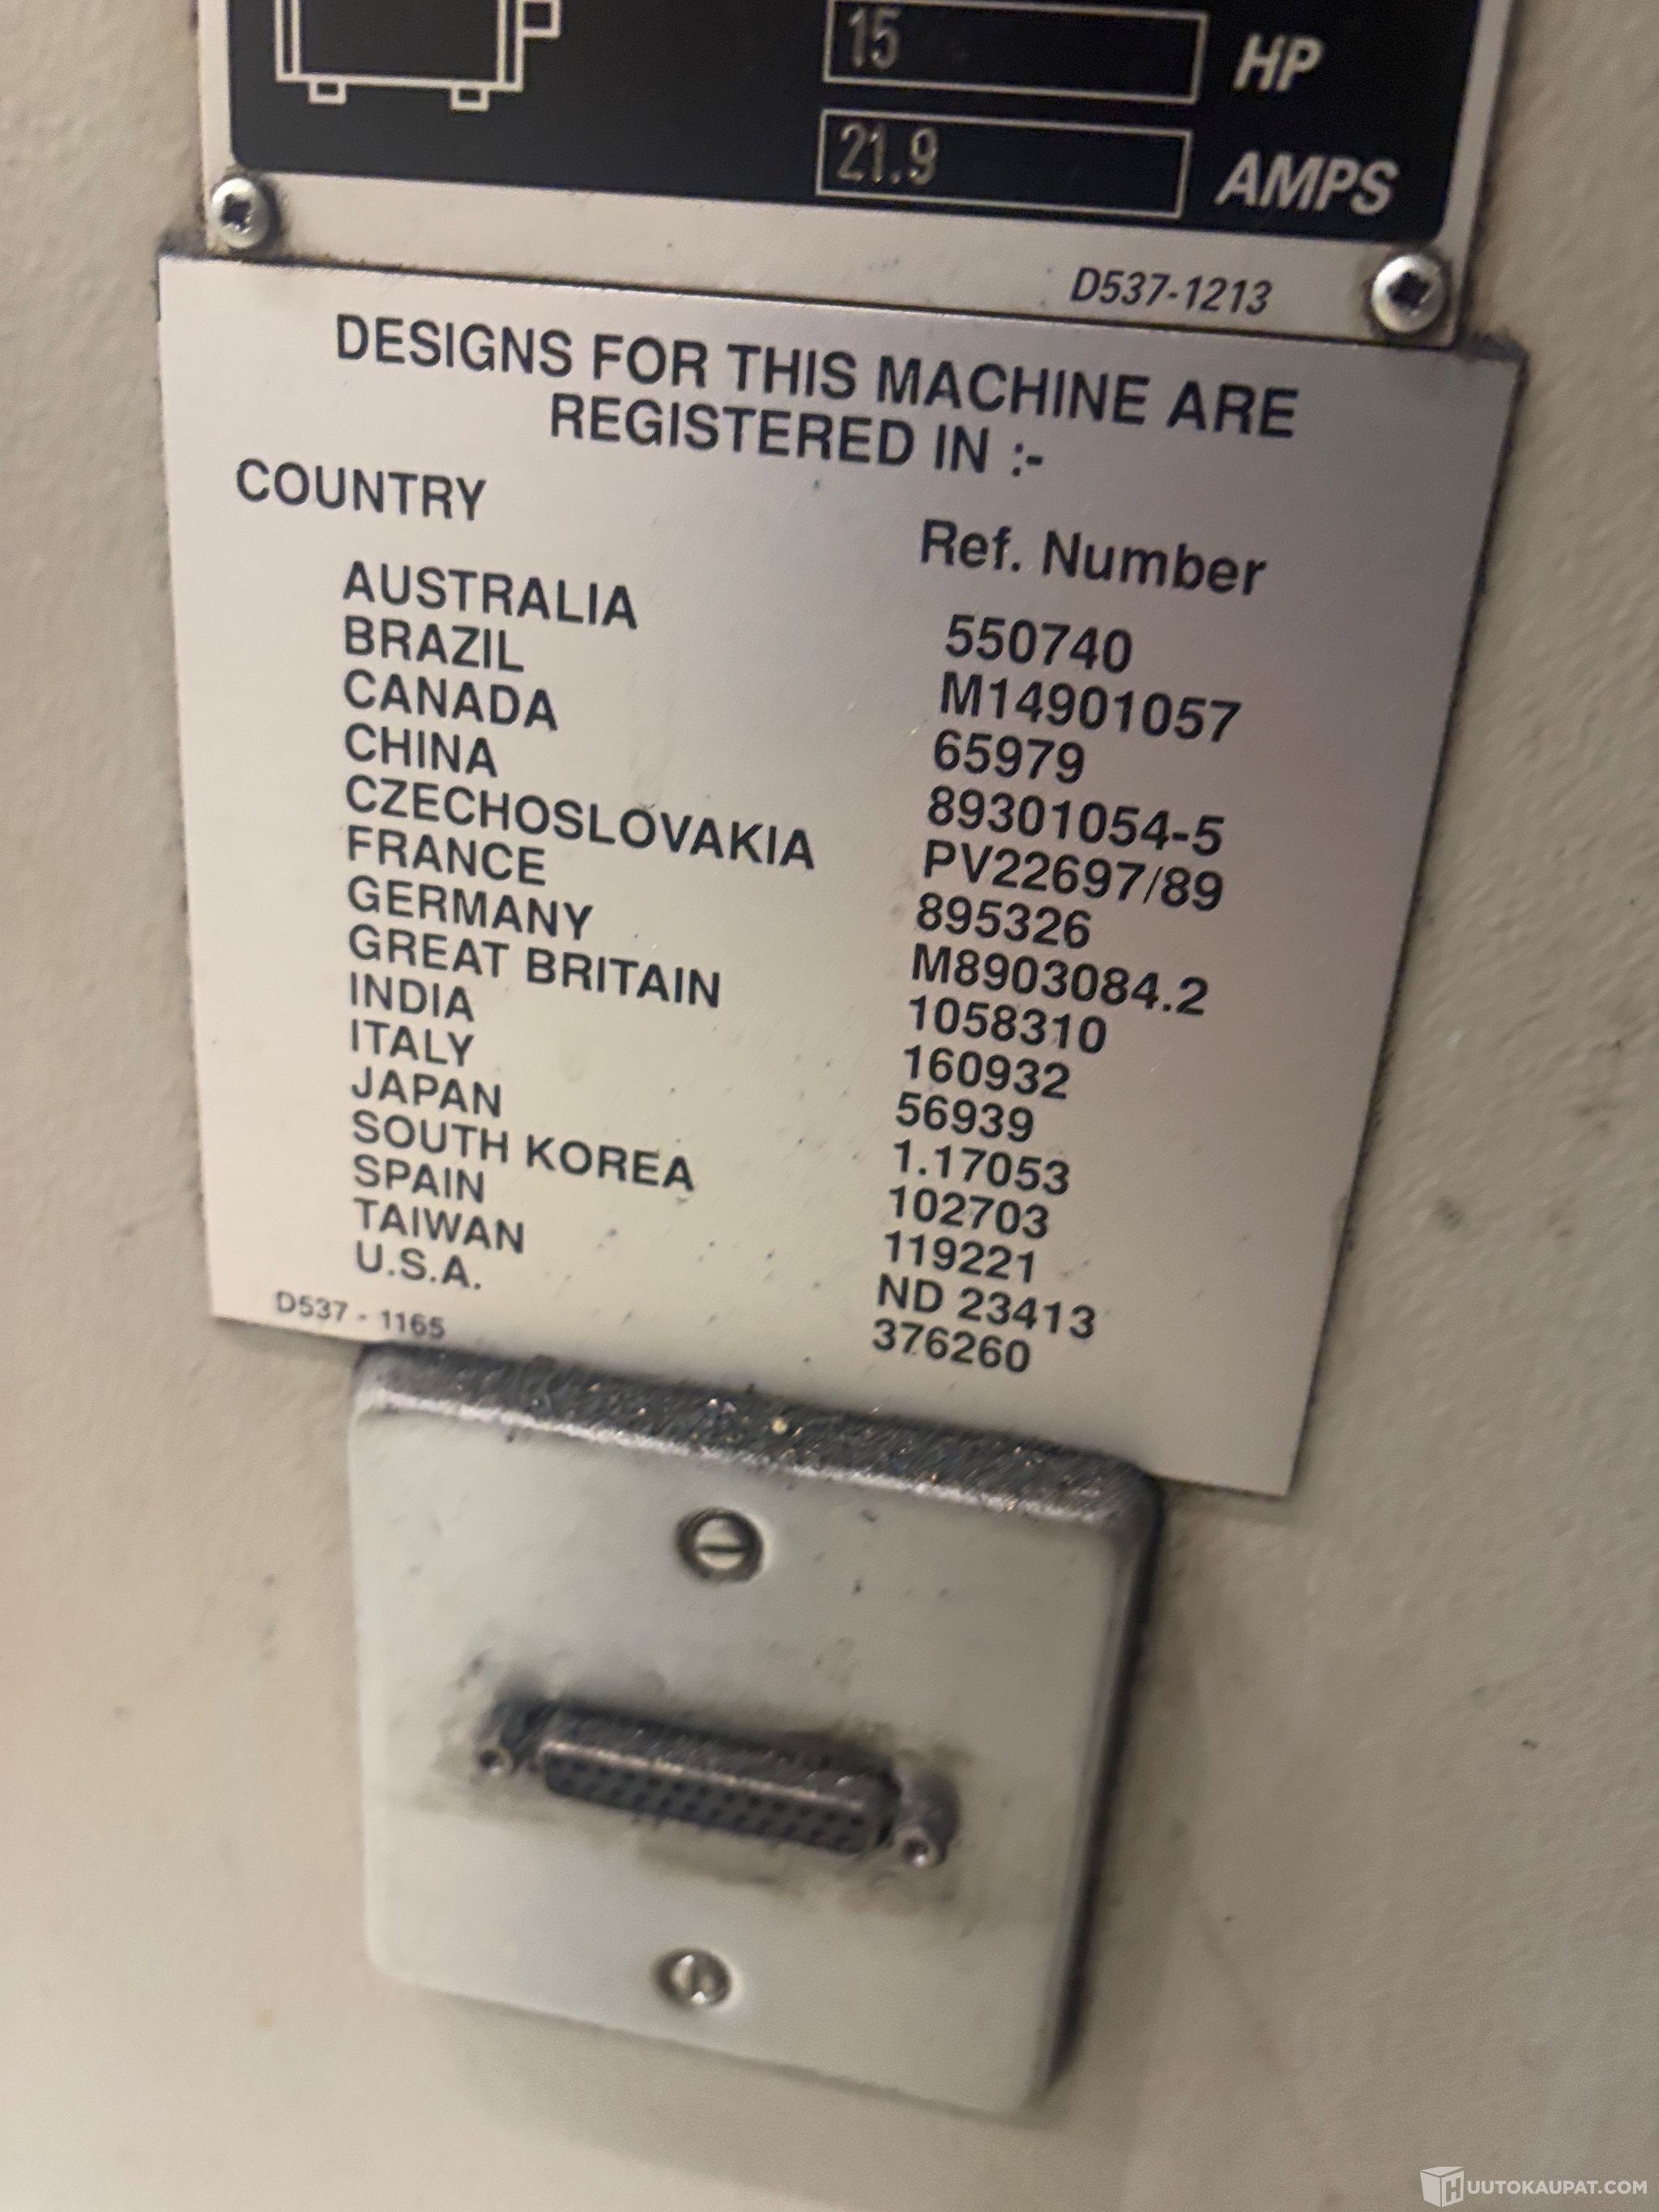 15 HP
21.9 AMPS
D537-1213
DESIGNS FOR THIS MACHINE ARE
REGISTERED IN :-
COUNTRY Ref. Number
AUSTRALIA 550740
BRAZIL M14901057
CANADA 65979
CHINA 89301054-5
CZECHOSLOVAKIA PV22697/89
FRANCE 895326
GERMANY M8903084.2
GREAT BRITAIN 1058310
INDIA 160932
ITALY 56939
JAPAN 1.17053
SOUTH KOREA 102703
SPAIN 119221
TAIWAN ND 23413
U.S.A. 376260
D537 - 1165
HUUTOKAUPAT.COM